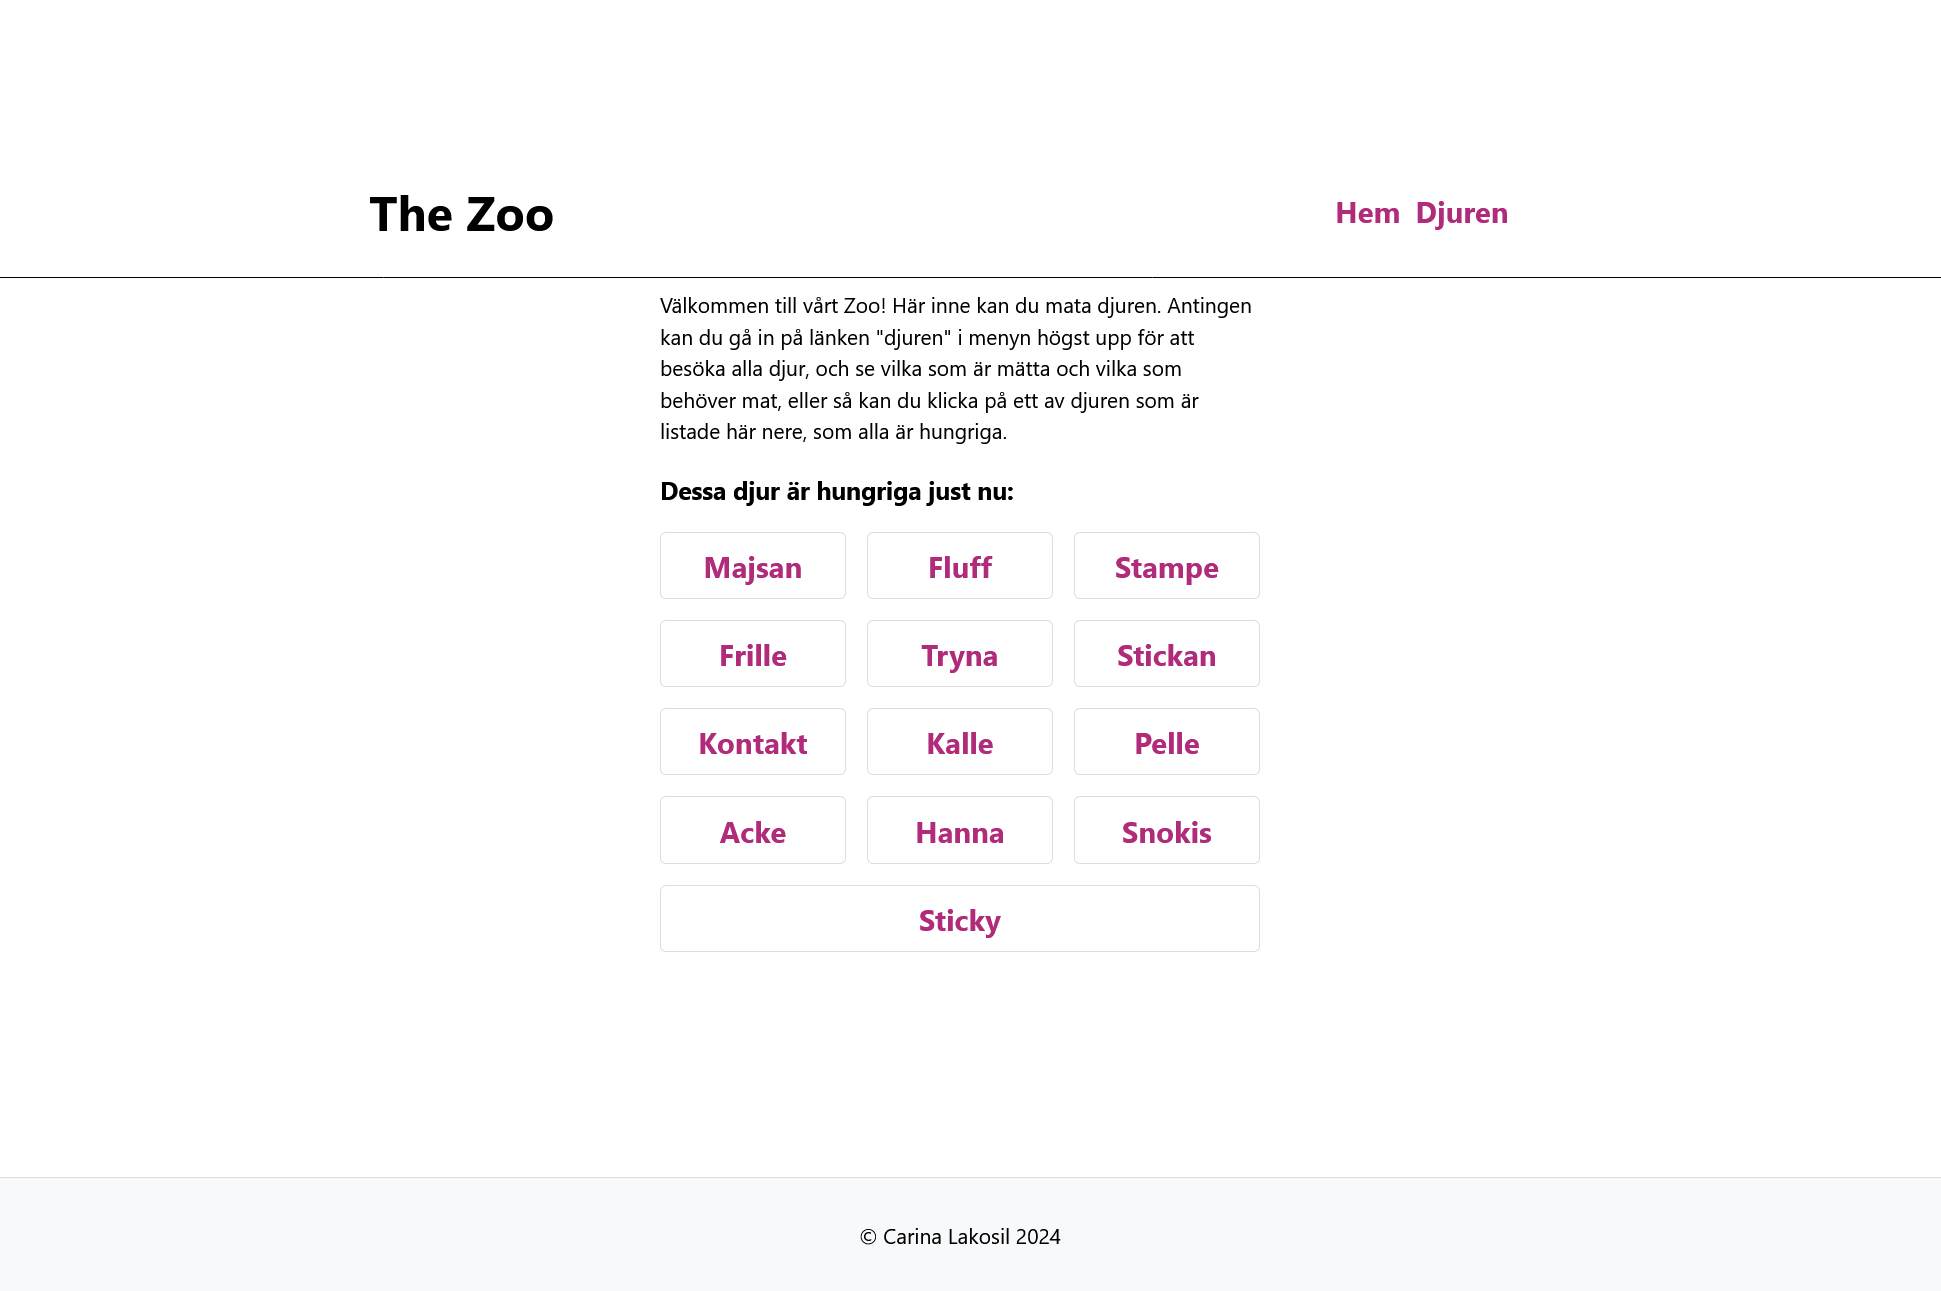 The Zoo
Hem Djuren
Välkommen till vårt Zoo! Här inne kan du mata djuren. Antingen
kan du gå in på länken "djuren" i menyn högst upp för att
besöka alla djur, och se vilka som är mätta och vilka som
behöver mat, eller så kan du klicka på ett av djuren som är
listade här nere, som alla är hungriga.
Dessa djur är hungriga just nu:
Majsan Fluff Stampe
Frille Tryna Stickan
Kontakt Kalle Pelle
Acke Hanna Snokis
Sticky
© Carina Lakosil 2024